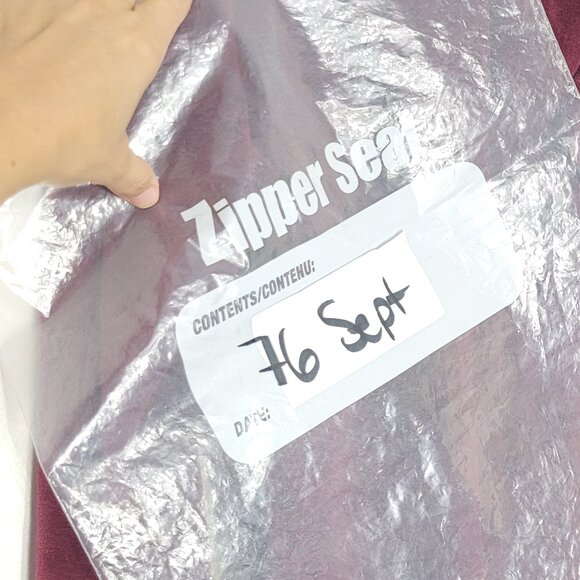 Zipper Seal
CONTENTS/CONTENU:
76 Sept
DATE: